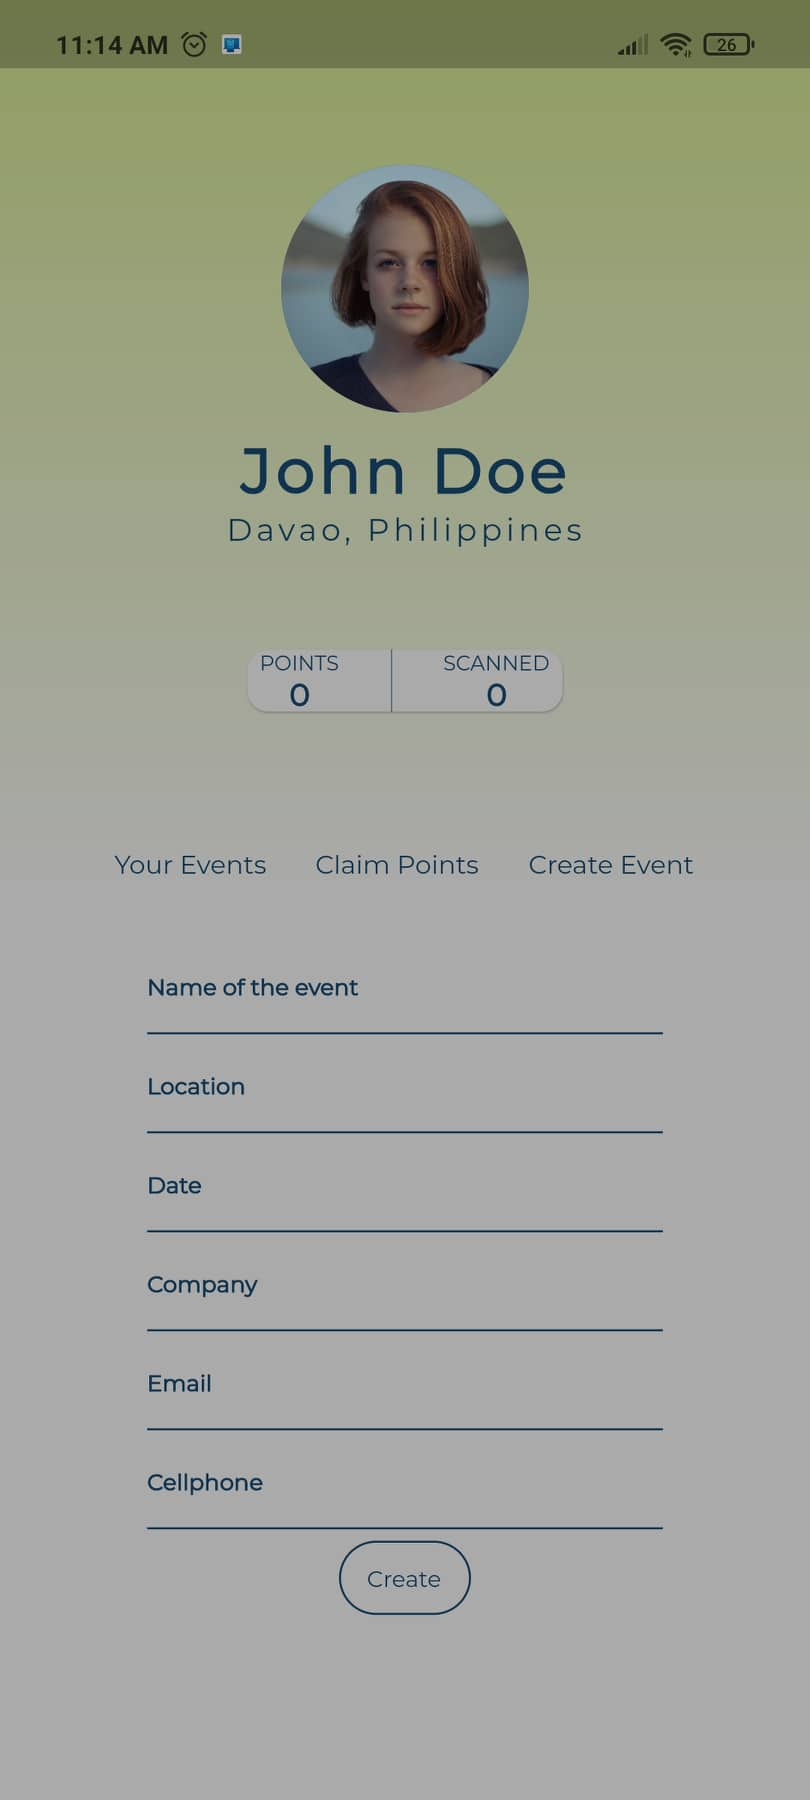 11:14 AM
26
John Doe
Davao, Philippines
POINTS SCANNED
0 0
Your Events Claim Points Create Event
Name of the event
Location
Date
Company
Email
Cellphone
Create